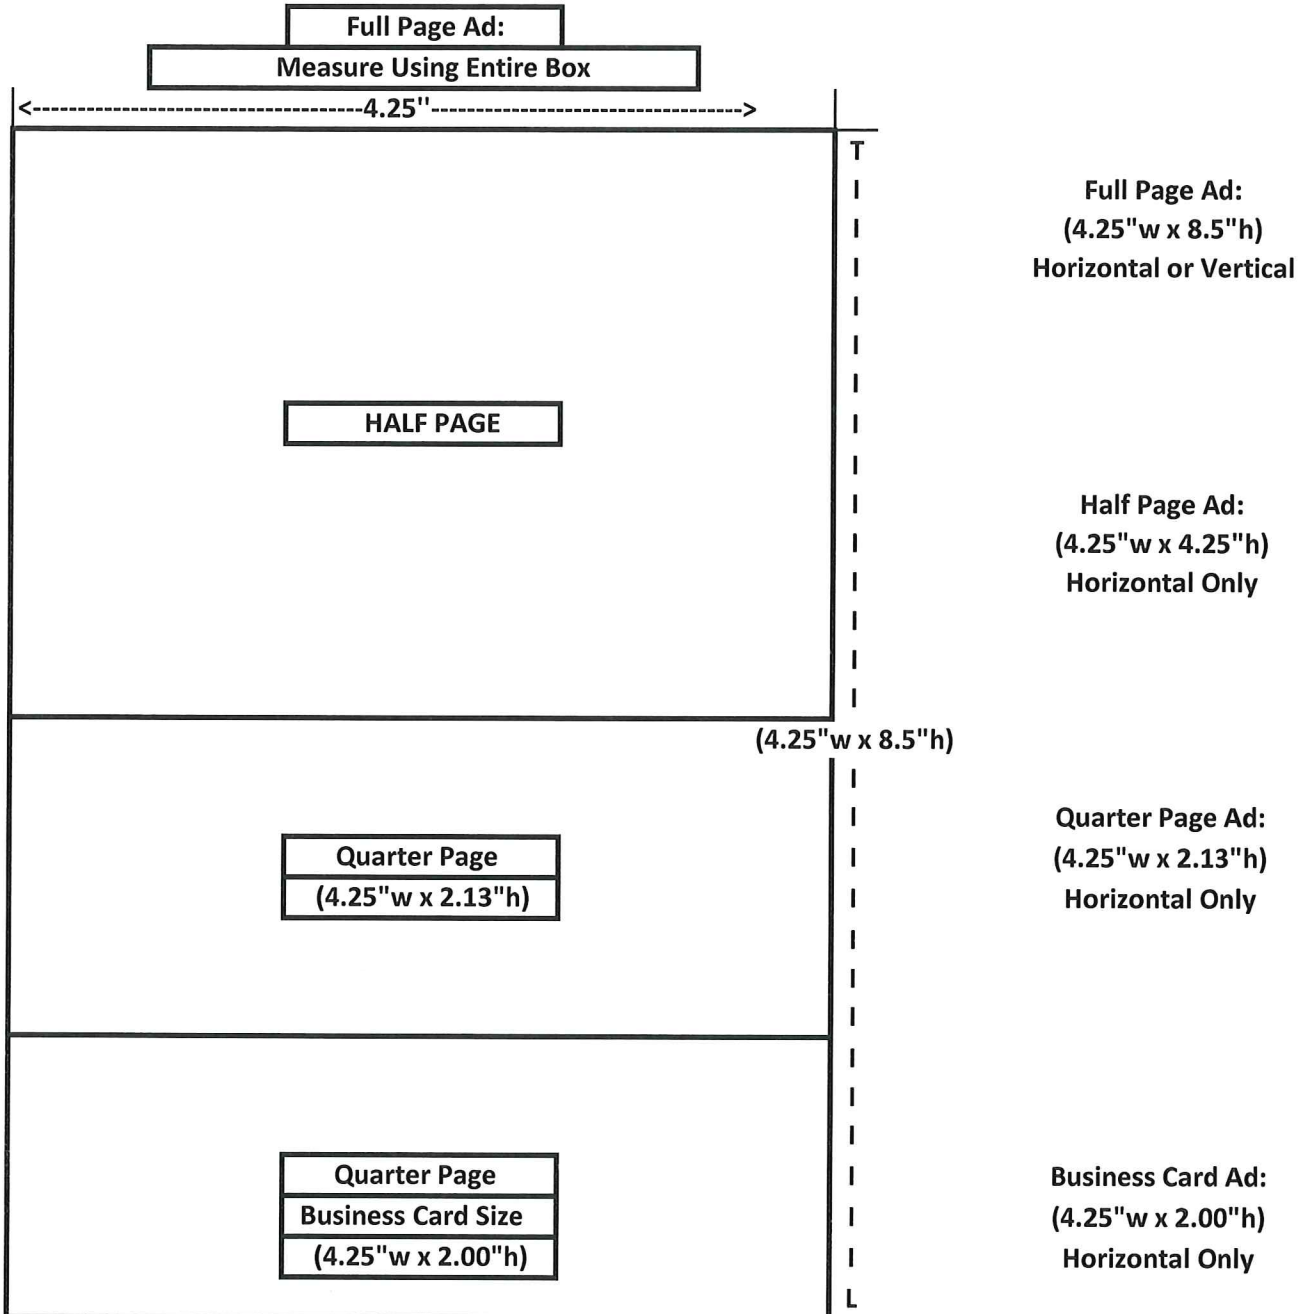 Full Page Ad:
Measure Using Entire Box
<---------------------------------4.25"------------------------------->
T
Full Page Ad:
(4.25"w x 8.5"h)
Horizontal or Vertical
HALF PAGE
Half Page Ad:
(4.25"w x 4.25"h)
Horizontal Only
(4.25"w x 8.5"h)
Quarter Page
(4.25"w x 2.13"h)
Quarter Page Ad:
(4.25"w x 2.13"h)
Horizontal Only
Quarter Page
Business Card Size
(4.25"w x 2.00"h)
Business Card Ad:
(4.25"w x 2.00"h)
Horizontal Only
L